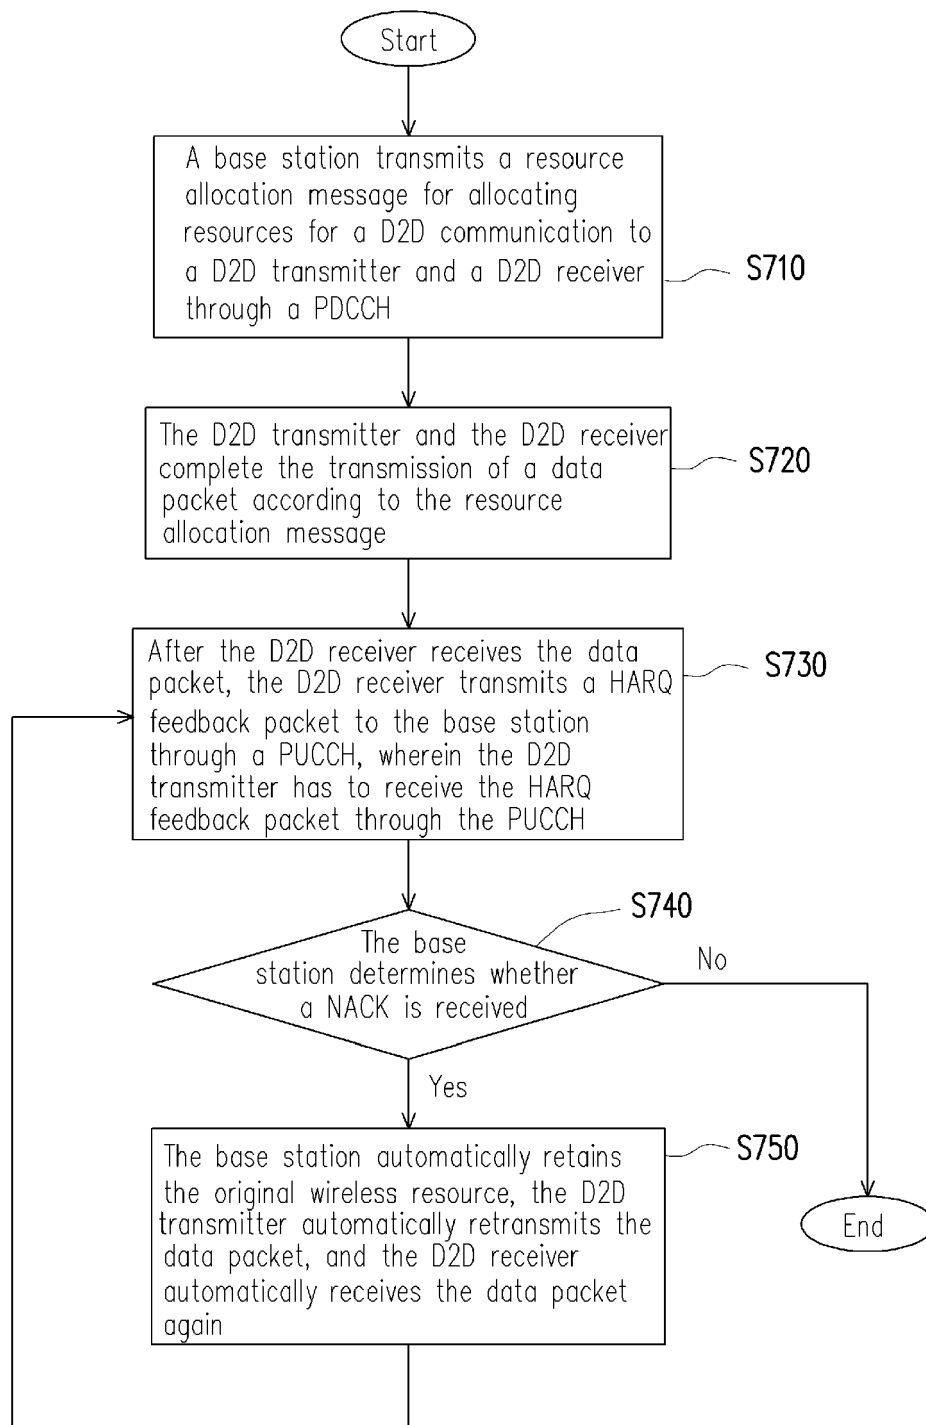 Start
A base station transmits a resource
allocation message for allocating
resources for a D2D communication to
a D2D transmitter and a D2D receiver
through a PDCCH
S710
The D2D transmitter and the D2D receiver
complete the transmission of a data
packet according to the resource
allocation message
S720
After the D2D receiver receives the data
packet, the D2D receiver transmits a HARQ
feedback packet to the base station
through a PUCCH, wherein the D2D
transmitter has to receive the HARQ
feedback packet through the PUCCH
S730
S740
The base
station determines whether
a NACK is received
No
Yes
The base station automatically retains
the original wireless resource, the D2D
transmitter automatically retransmits the
data packet, and the D2D receiver
automatically receives the data packet
again
S750
End